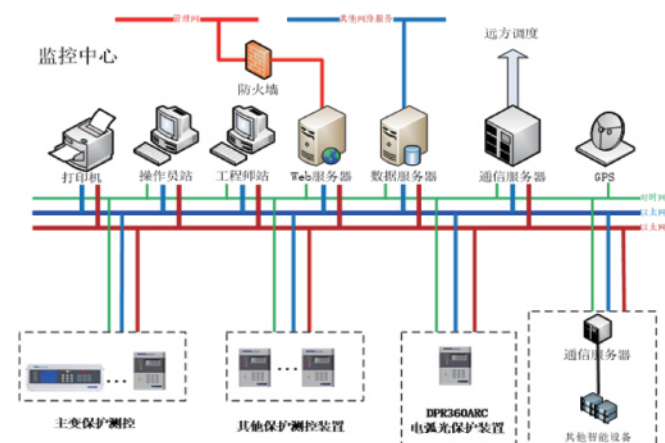 管理网
其他网络服务
远方调度
监控中心
防火墙
打印机
操作员站
工程师站
Web服务器
数据服务器
通信服务器
GPS
对时网
以太网
以太网
通信服务器
主变保护测控
其他保护测控装置
DPR360ARC
电弧光保护装置
其他智能设备